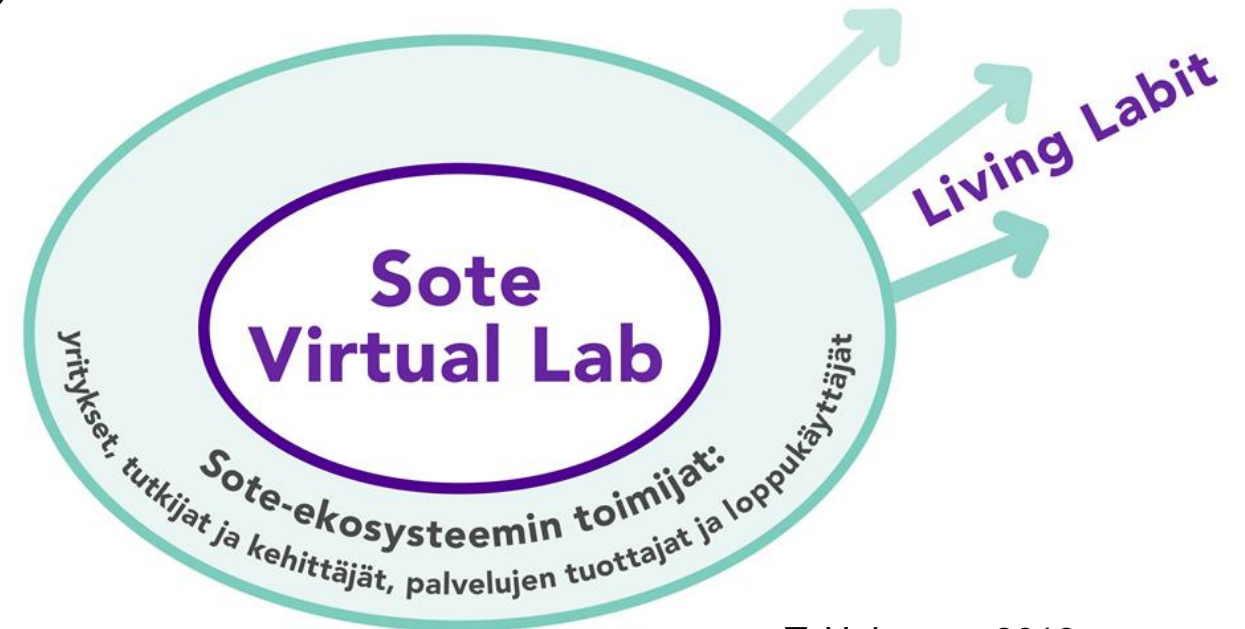 Living Labit
Sote
Virtual Lab
Sote-ekosysteemin toimijat:
yritykset, tutkijat ja kehittäjät, palvelujen tuottajat ja loppukäyttäjät